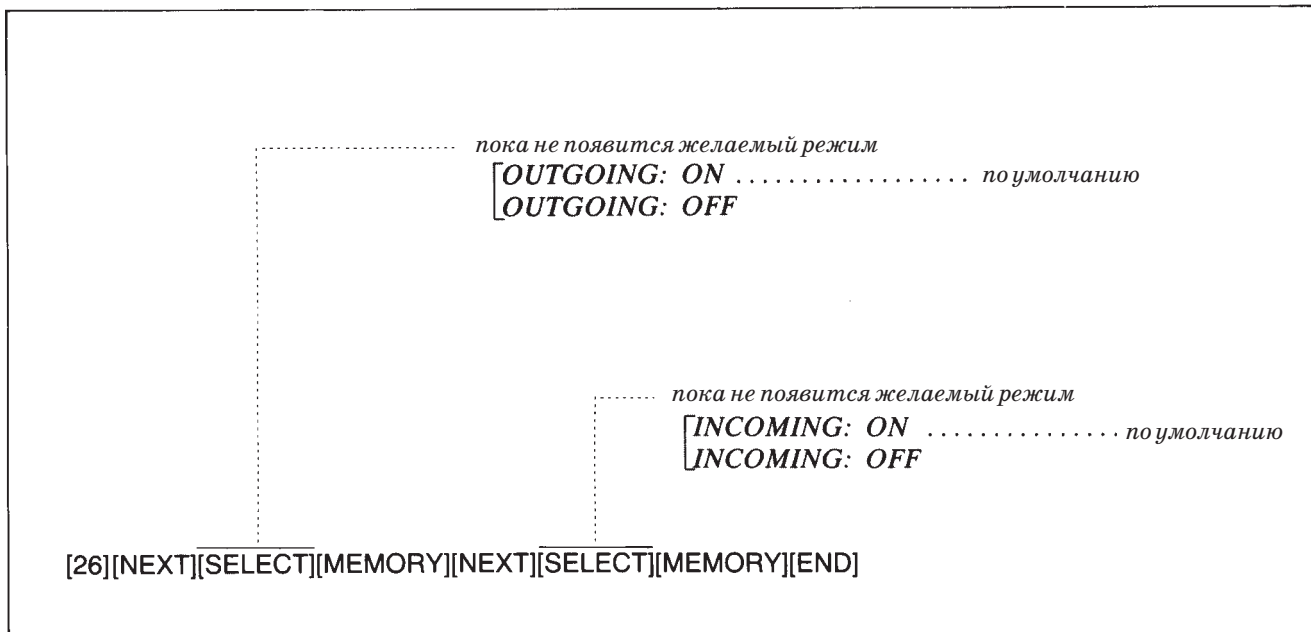 пока не появится желаемый режим
OUTGOING: ON .................. по умолчанию
OUTGOING: OFF
пока не появится желаемый режим
INCOMING: ON ............... по умолчанию
INCOMING: OFF
[26][NEXT][SELECT][MEMORY][NEXT][SELECT][MEMORY][END]